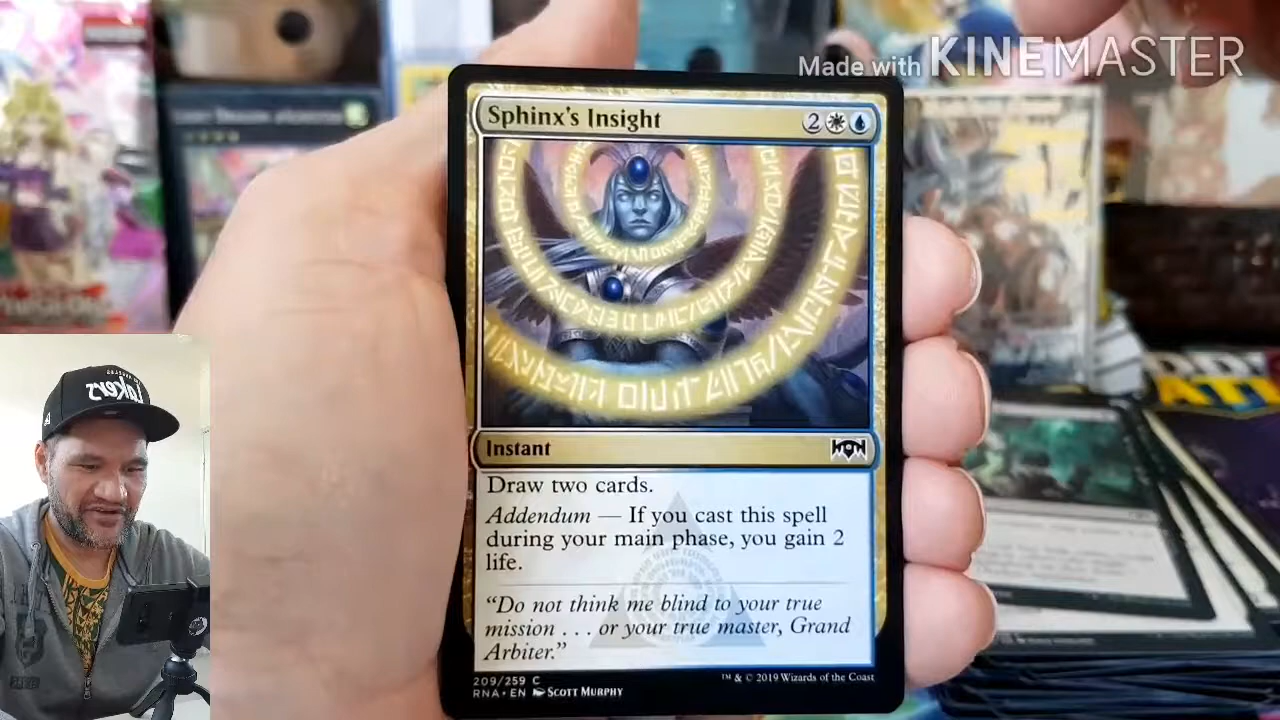 Made with KINEMASTER
Sphinx's Insight 2
Instant
Draw two cards.
Addendum — If you cast this spell
during your main phase, you gain 2
life.
“Do not think me blind to your true
mission . . . or your true master, Grand
Arbiter.”
209/259 C
RNA • EN SCOTT MURPHY
™ & © 2019 Wizards of the Coast
Lakers